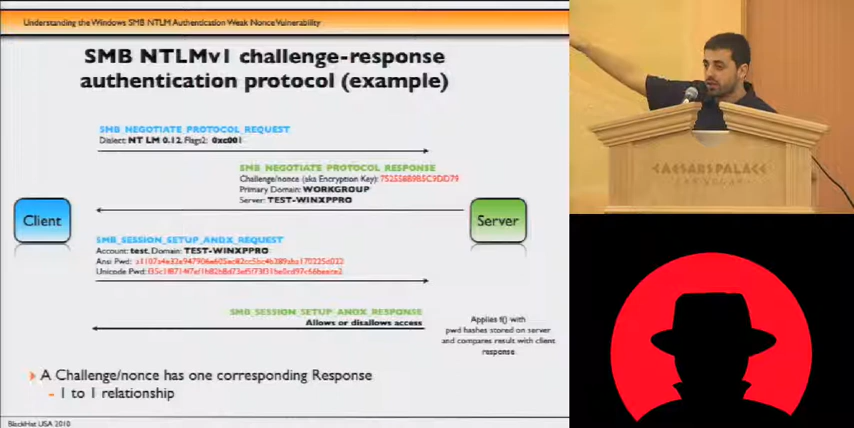 Understanding the Windows SMB NTLM Authentication Weak Nonce Vulnerability
SMB NTLMv1 challenge-response
authentication protocol (example)
SMB_NEGOTIATE_PROTOCOL_REQUEST
Dialect: NT LM 0.12, Flags2: 0xc001
SMB_NEGOTIATE_PROTOCOL_RESPONSE
Challenge/nonce (aka Encryption Key): 752558B9B5C9DD79
Primary Domain: WORKGROUP
Server: TEST-WINXPPRO
Client
Server
SMB_SESSION_SETUP_ANDX_REQUEST
Account: test, Domain: TEST-WINXPPRO
Ansi Pwd:
Unicode Pwd:
SMB_SESSION_SETUP_ANDX_RESPONSE
Allows or disallows access
Applies f() with
pwd hashes stored on server
and compares result with client
response
A Challenge/nonce has one corresponding Response
- 1 to 1 relationship
BlackHat USA 2010
CAESARS PALACE
LAS VEGAS